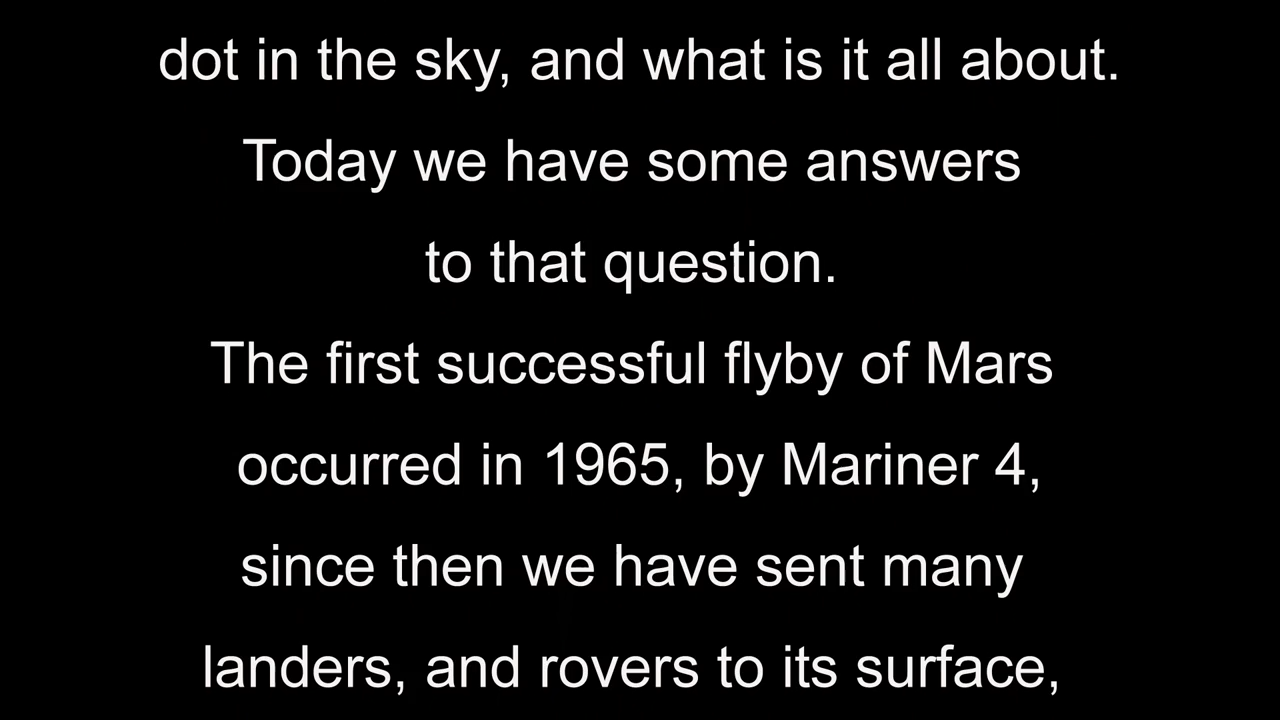 dot in the sky, and what is it all about.
Today we have some answers
to that question.
The first successful flyby of Mars
occurred in 1965, by Mariner 4,
since then we have sent many
landers, and rovers to its surface,